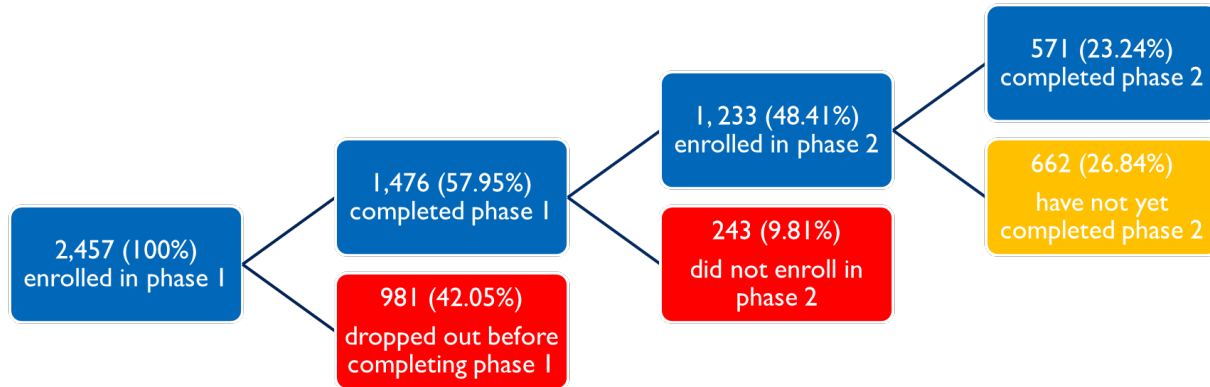 2,457 (100%)
enrolled in phase 1
1,476 (57.95%)
completed phase 1
981 (42.05%)
dropped out before
completing phase 1
1, 233 (48.41%)
enrolled in phase 2
243 (9.81%)
did not enroll in
phase 2
571 (23.24%)
completed phase 2
662 (26.84%)
have not yet
completed phase 2